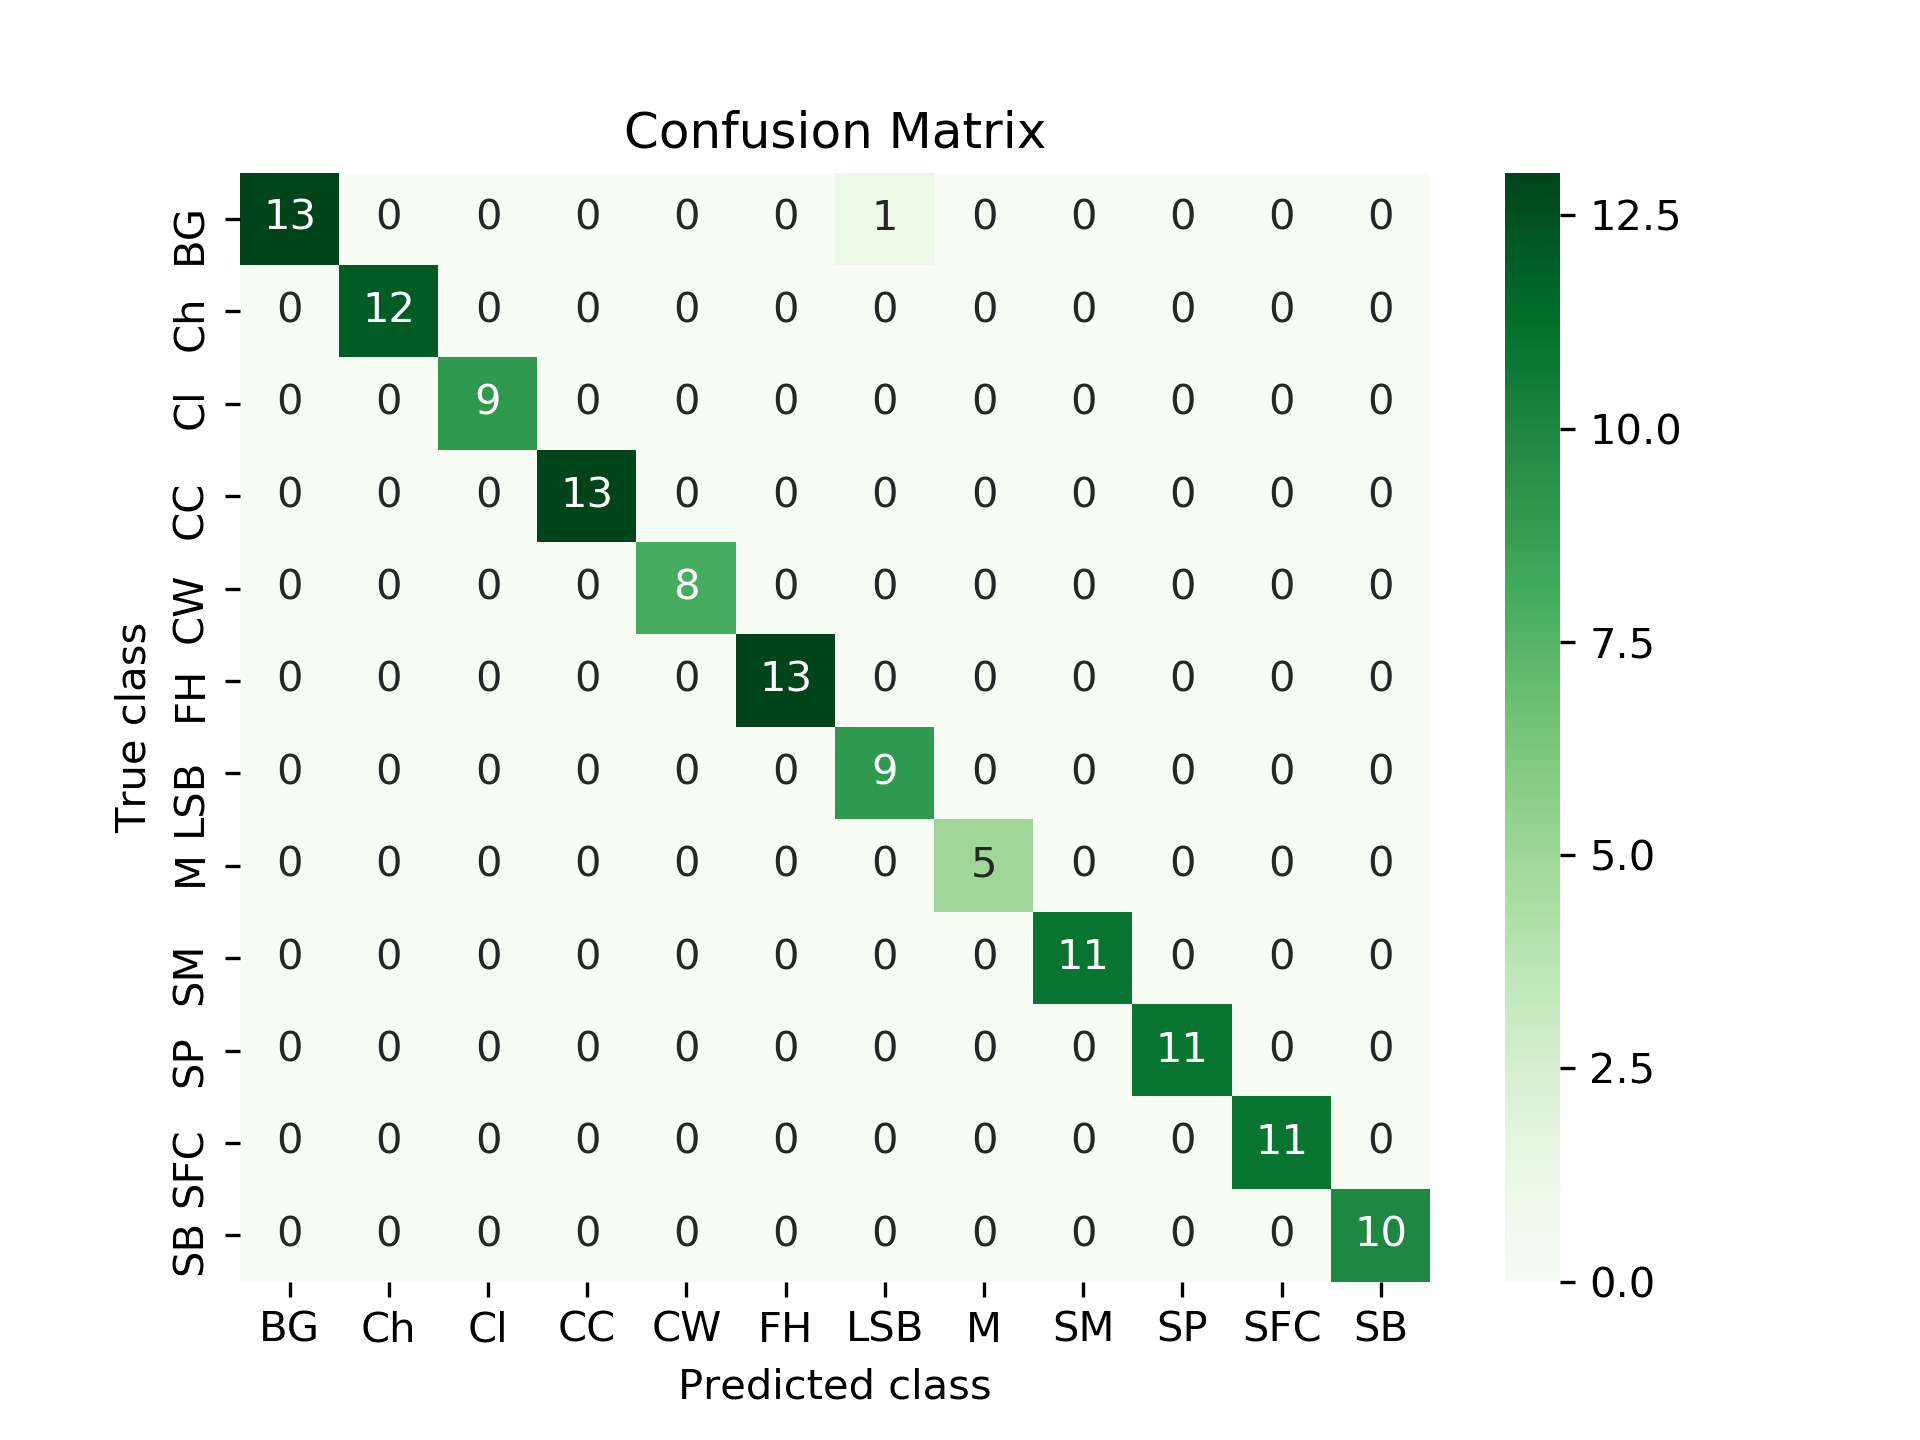 Confusion Matrix
BG 13 0 0 0 0 0 1 0 0 0 0 0
Ch 0 12 0 0 0 0 0 0 0 0 0 0
Cl 0 0 9 0 0 0 0 0 0 0 0 0
CC 0 0 0 13 0 0 0 0 0 0 0 0
CW 0 0 0 0 8 0 0 0 0 0 0 0
FH 0 0 0 0 0 13 0 0 0 0 0 0
LSB 0 0 0 0 0 0 9 0 0 0 0 0
M 0 0 0 0 0 0 0 5 0 0 0 0
SM 0 0 0 0 0 0 0 0 11 0 0 0
SP 0 0 0 0 0 0 0 0 0 11 0 0
SFC 0 0 0 0 0 0 0 0 0 0 11 0
SB 0 0 0 0 0 0 0 0 0 0 0 10
BG Ch Cl CC CW FH LSB M SM SP SFC SB
Predicted class
True class
12.5
10.0
7.5
5.0
2.5
0.0